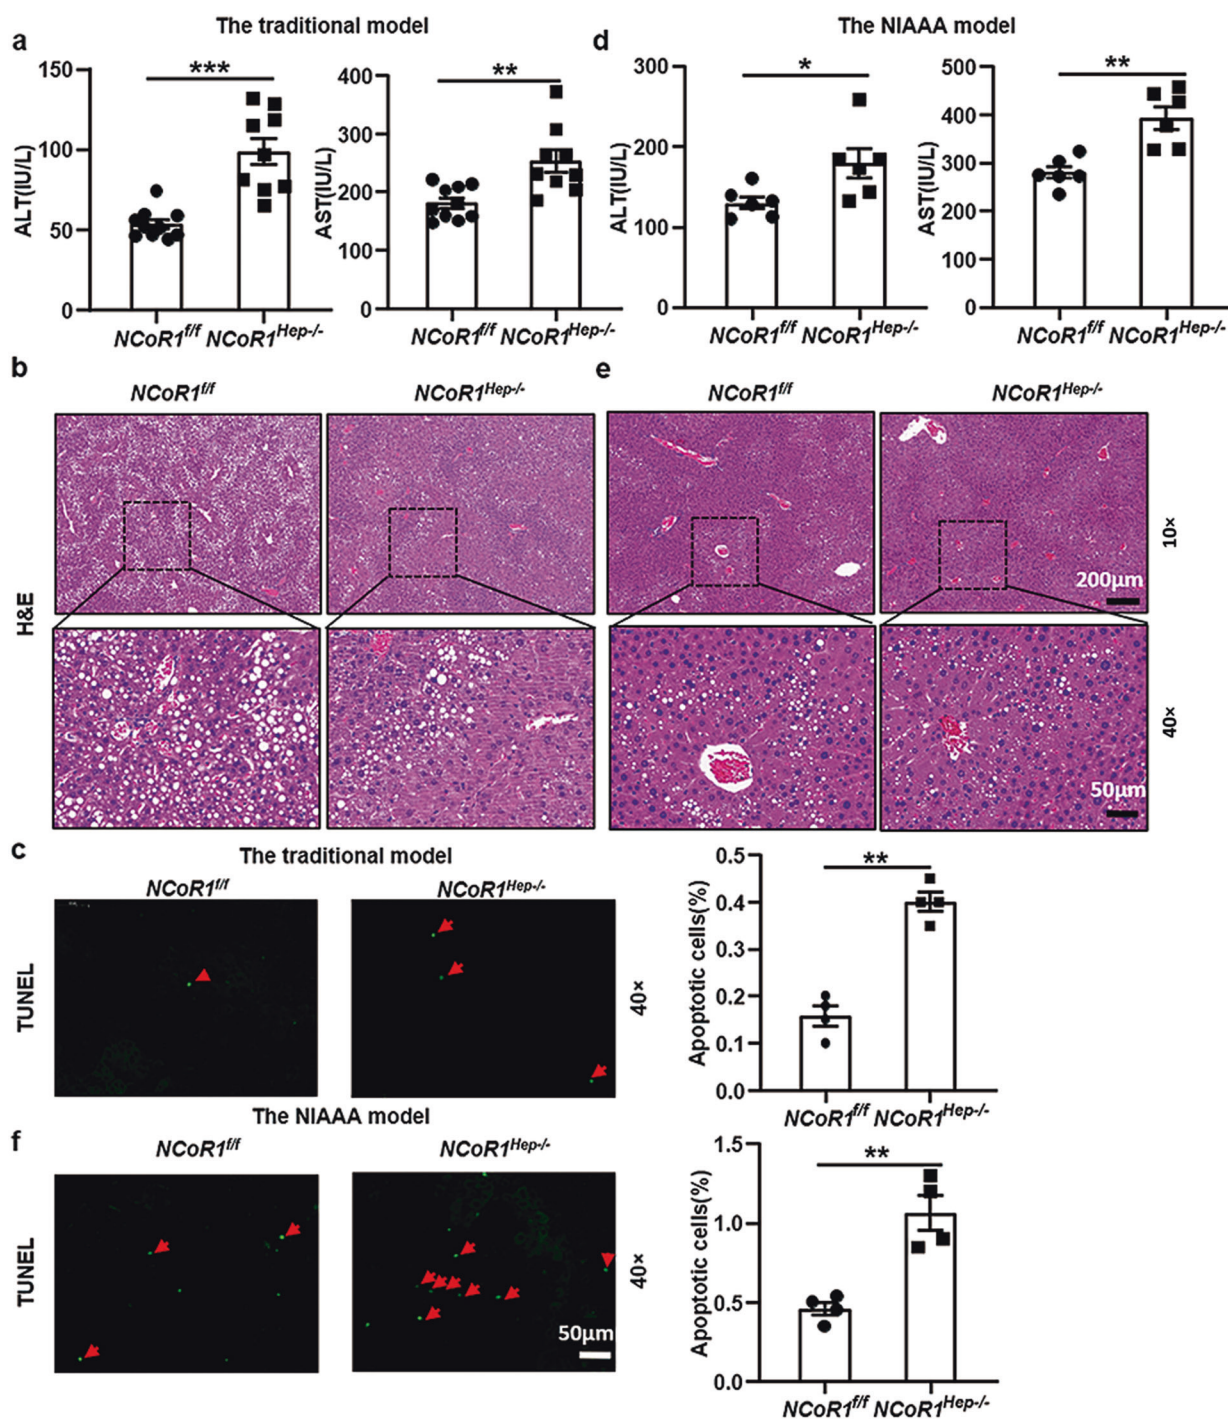 The traditional model
The NIAAA model
a
d
ALT(IU/L)
150
100
50
0
***
NCoR1f/f NCoR1Hep-/-
AST(IU/L)
400
300
200
100
0
**
NCoR1f/f NCoR1Hep-/-
ALT(IU/L)
300
200
100
0
*
NCoR1f/f NCoR1Hep-/-
AST(IU/L)
500
400
300
200
100
0
**
NCoR1f/f NCoR1Hep-/-
b
NCoR1f/f
NCoR1Hep-/-
e
NCoR1f/f
NCoR1Hep-/-
H&E
10×
200μm
40×
50μm
c
The traditional model
NCoR1f/f
NCoR1Hep-/-
TUNEL
40×
Apoptotic cells(%)
0.5
0.4
0.3
0.2
0.1
0.0
**
NCoR1f/f NCoR1Hep-/-
The NIAAA model
f
NCoR1f/f
NCoR1Hep-/-
TUNEL
40×
50μm
Apoptotic cells(%)
1.5
1.0
0.5
0.0
**
NCoR1f/f NCoR1Hep-/-